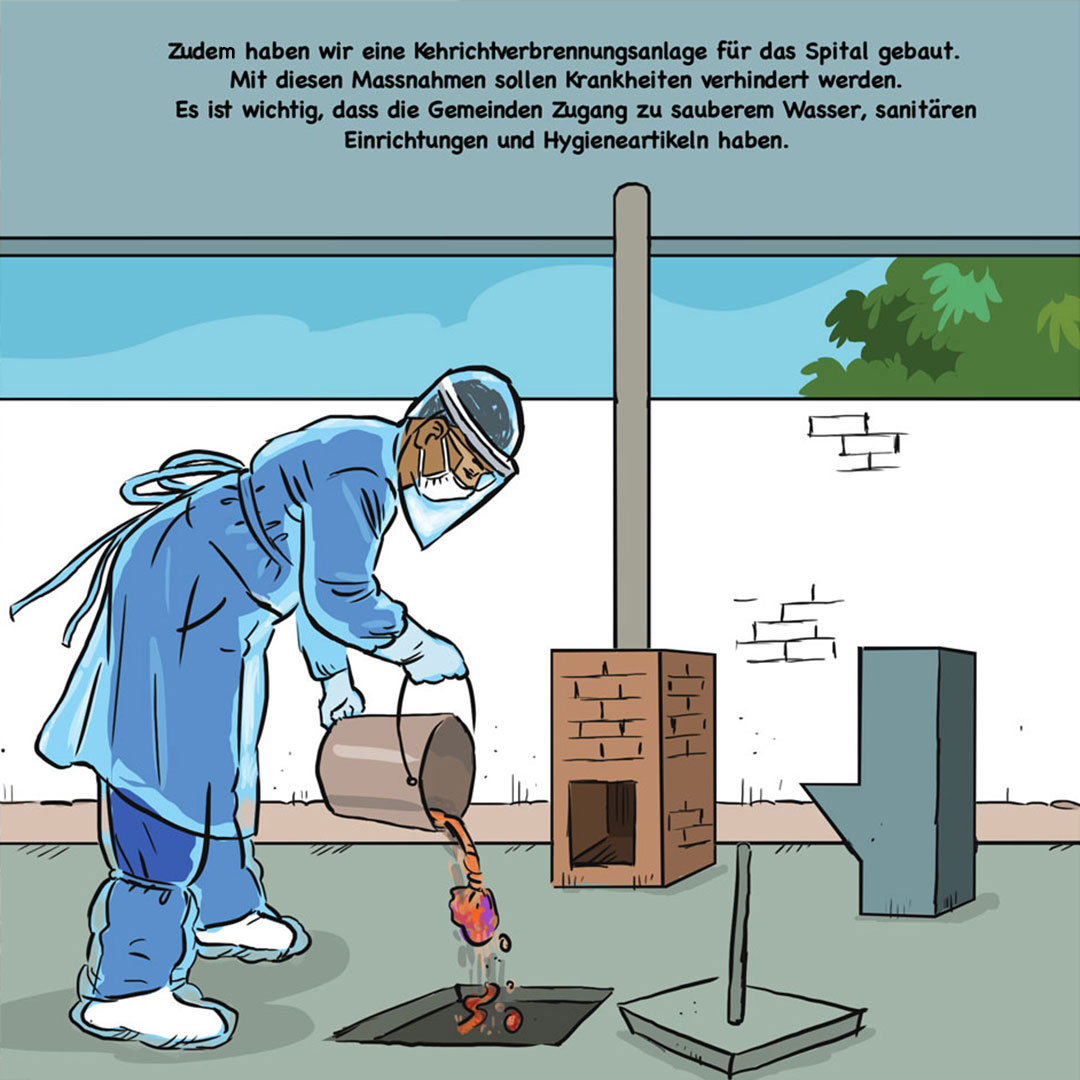 Zudem haben wir eine Kehrichtverbrennungsanlage für das Spital gebaut.
Mit diesen Massnahmen sollen Krankheiten verhindert werden.
Es ist wichtig, dass die Gemeinden Zugang zu sauberem Wasser, sanitären
Einrichtungen und Hygieneartikeln haben.